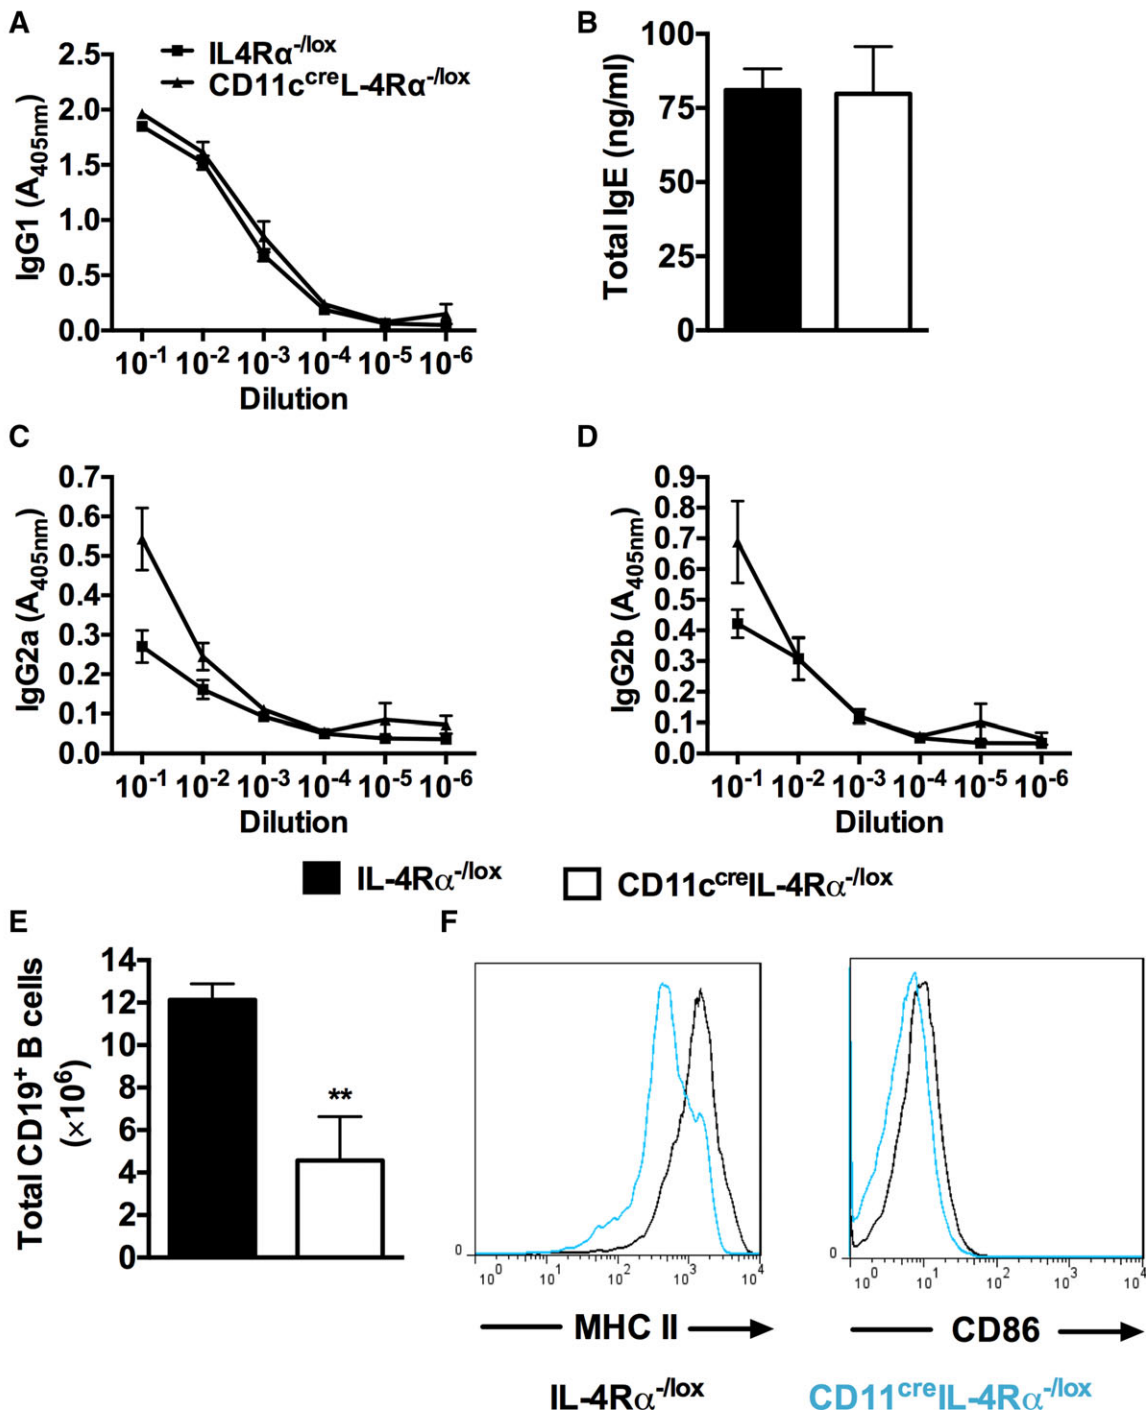 A
IL4Rα-/lox
CD11ccreL-4Rα-/lox
IgG1 (A405nm)
2.5
2.0
1.5
1.0
0.5
0.0
10-1 10-2 10-3 10-4 10-5 10-6
Dilution
B
Total IgE (ng/ml)
100
75
50
25
0
C
IgG2a (A405nm)
0.7
0.6
0.5
0.4
0.3
0.2
0.1
0.0
10-1 10-2 10-3 10-4 10-5 10-6
Dilution
D
IgG2b (A405nm)
0.9
0.8
0.7
0.6
0.5
0.4
0.3
0.2
0.1
0.0
10-1 10-2 10-3 10-4 10-5 10-6
Dilution
IL-4Rα-/lox
CD11ccreIL-4Rα-/lox
E
Total CD19+ B cells
(×106)
14
12
10
8
6
4
2
0
**
F
0
100 101 102 103 104
MHC II
0
100 101 102 103 104
CD86
IL-4Rα-/lox
CD11creIL-4Rα-/lox